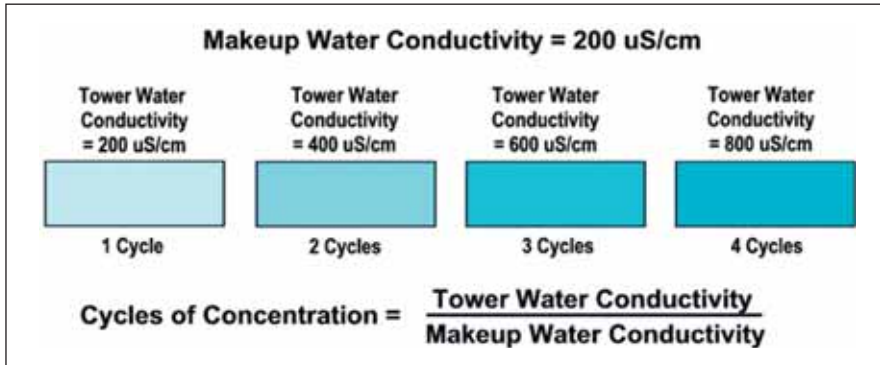 Makeup Water Conductivity = 200 uS/cm
Tower Water
Conductivity
= 200 uS/cm
1 Cycle
Tower Water
Conductivity
= 400 uS/cm
2 Cycles
Tower Water
Conductivity
= 600 uS/cm
3 Cycles
Tower Water
Conductivity
= 800 uS/cm
4 Cycles
Cycles of Concentration =
Tower Water Conductivity
Makeup Water Conductivity